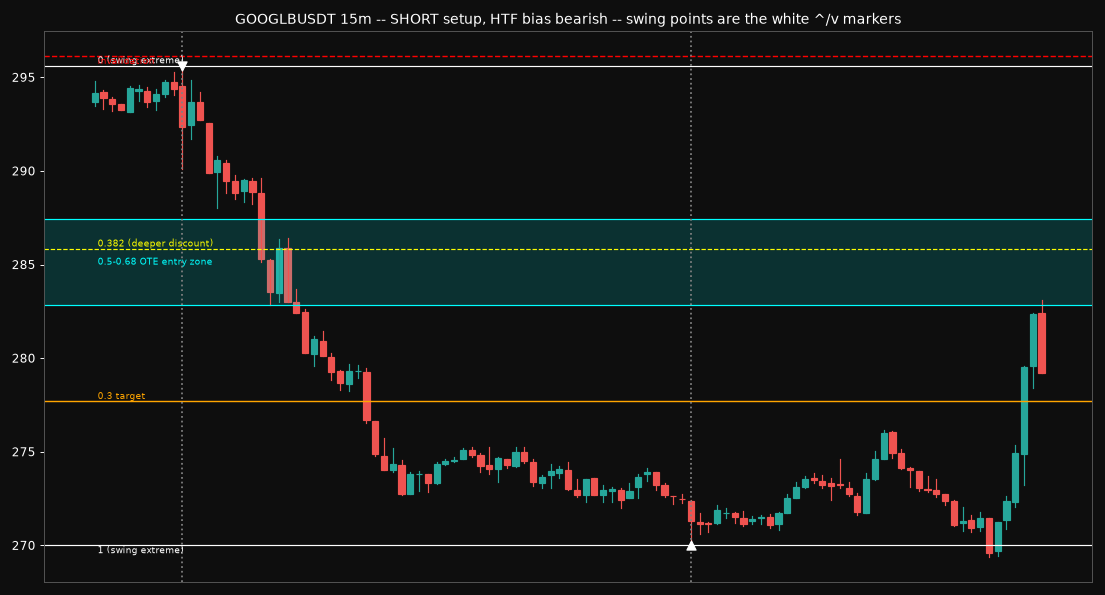 GOOGLBUSDT 15m -- SHORT setup, HTF bias bearish -- swing points are the white ^/v markers
0 (swing extreme)
295
290
0.382 (deeper discount)
285
0.5-0.68 OTE entry zone
280
0.3 target
275
270
1 (swing extreme)